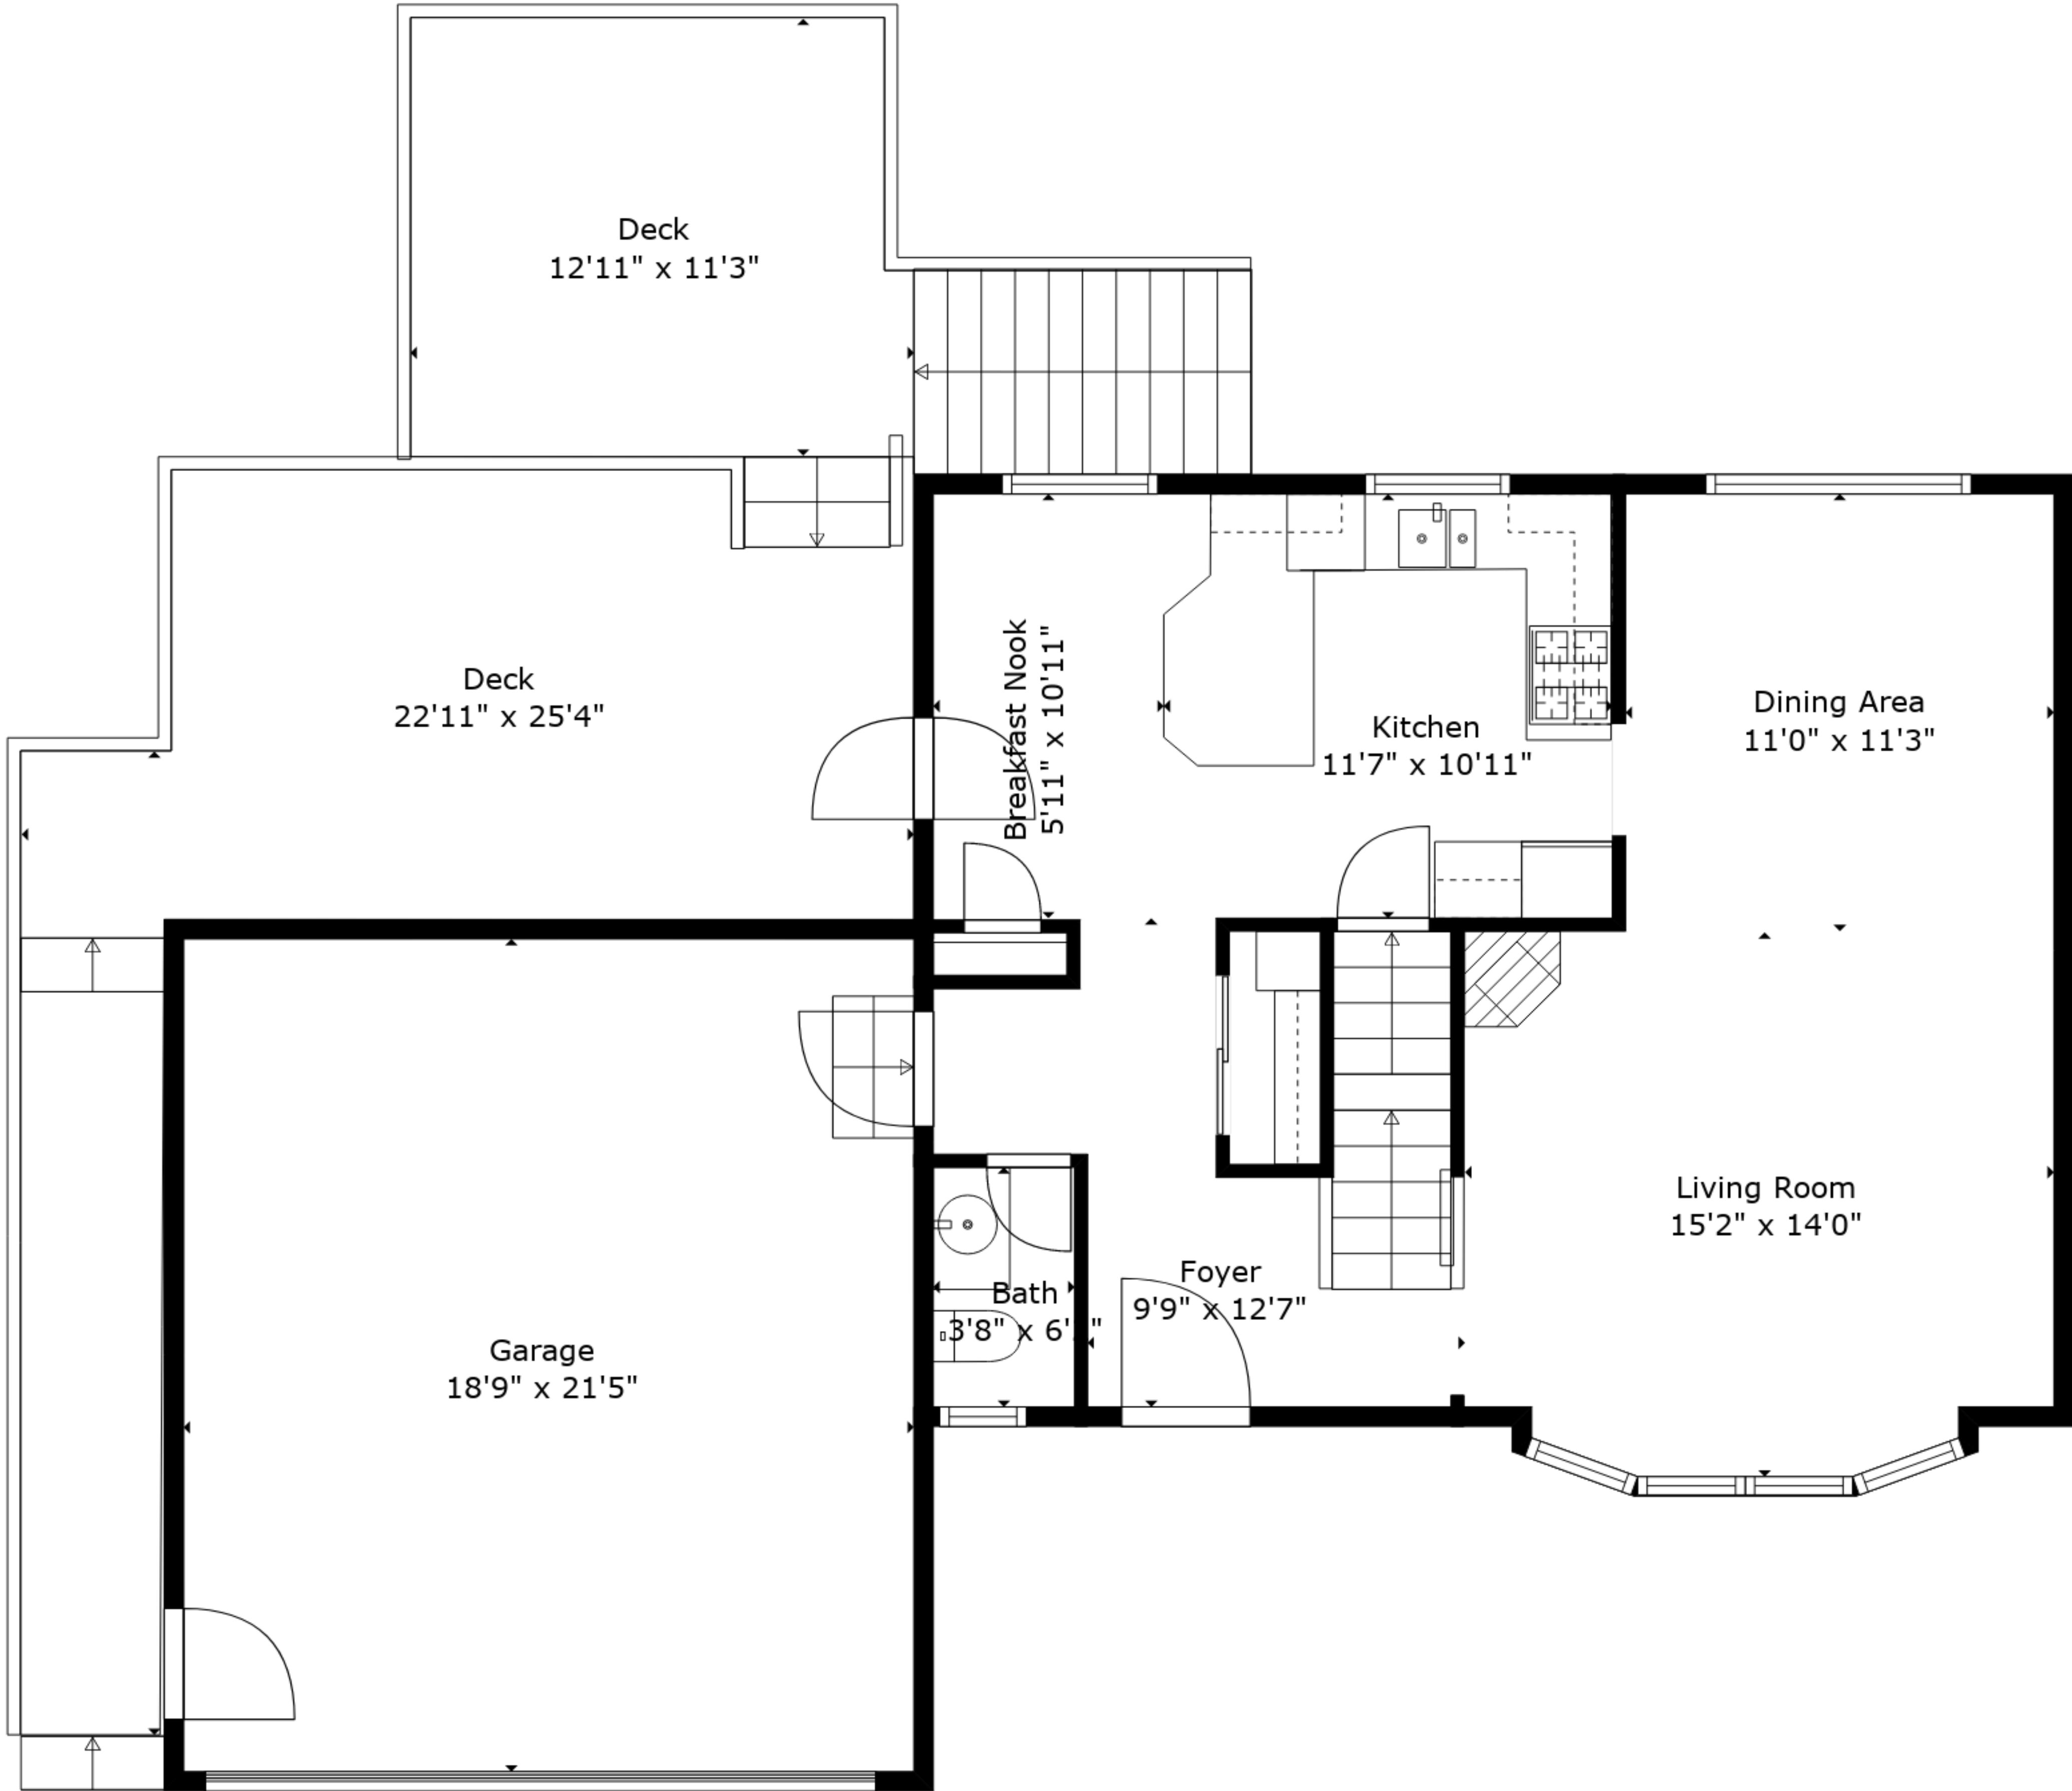 Deck
12'11" x 11'3"
Deck
22'11" x 25'4"
Breakfast Nook
5'11" x 10'11"
Kitchen
11'7" x 10'11"
Dining Area
11'0" x 11'3"
Living Room
15'2" x 14'0"
Foyer
9'9" x 12'7"
Bath
3'8" x
Garage
18'9" x 21'5"